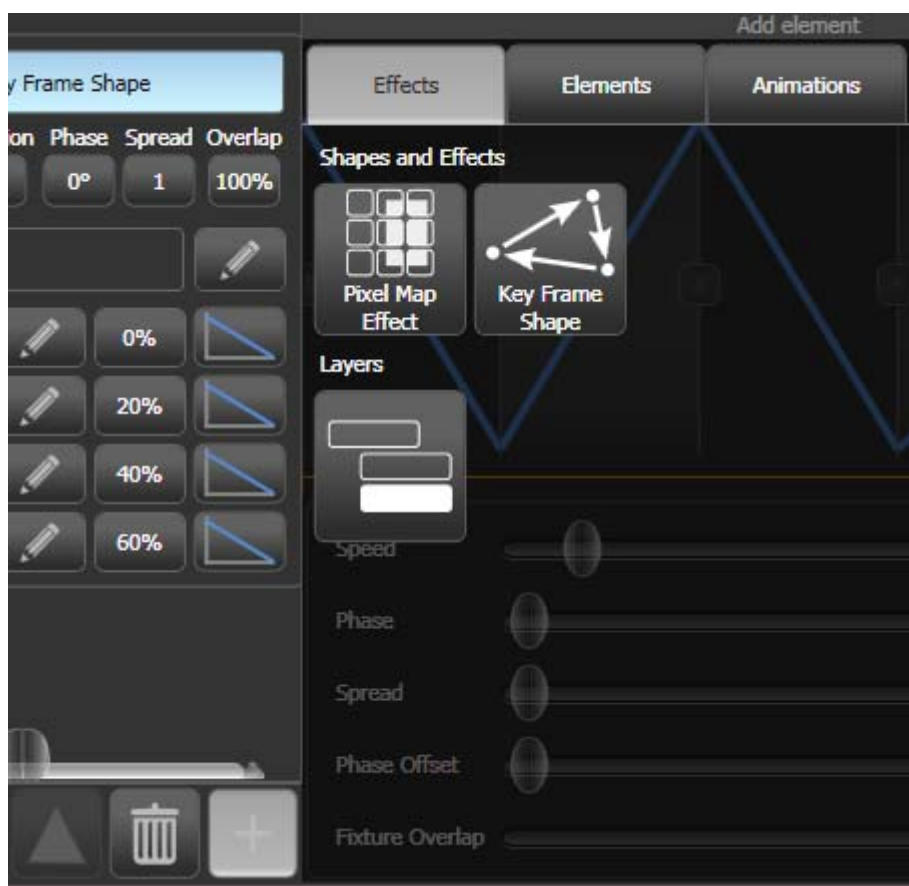 Add element
y Frame Shape
Effects
Elements
Animations
on Phase Spread Overlap
0° 1 100%
Shapes and Effects
Pixel Map
Effect
Key Frame
Shape
0%
Layers
20%
40%
60%
Speed
Phase
Spread
Phase Offset
Fixture Overlap